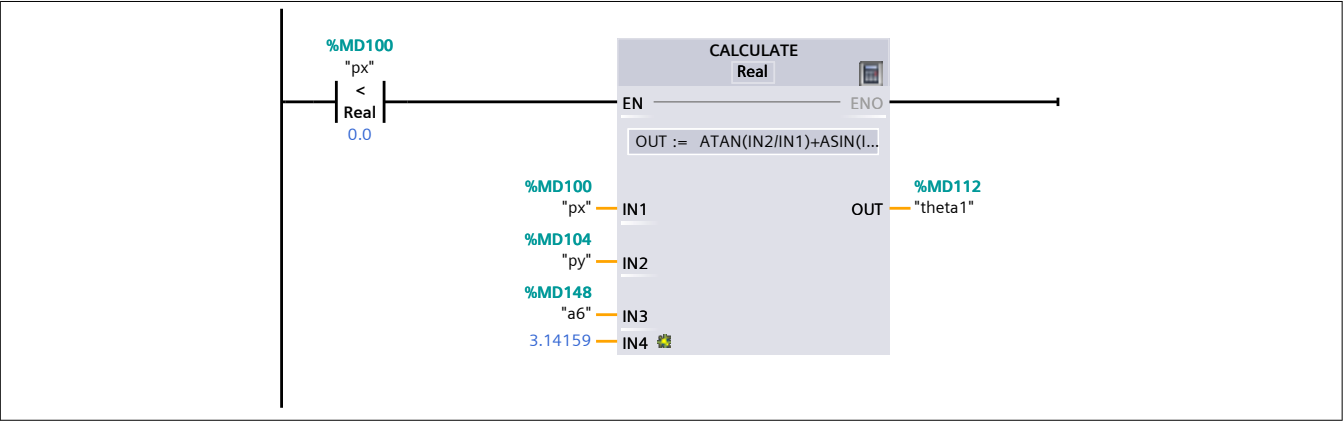 %MD100
"px"
<
Real
0.0
CALCULATE
Real
EN
ENO
OUT := ATAN(IN2/IN1)+ASIN(I...
%MD100
"px"
IN1
OUT
%MD112
"theta1"
%MD104
"py"
IN2
%MD148
"a6"
IN3
3.14159
IN4